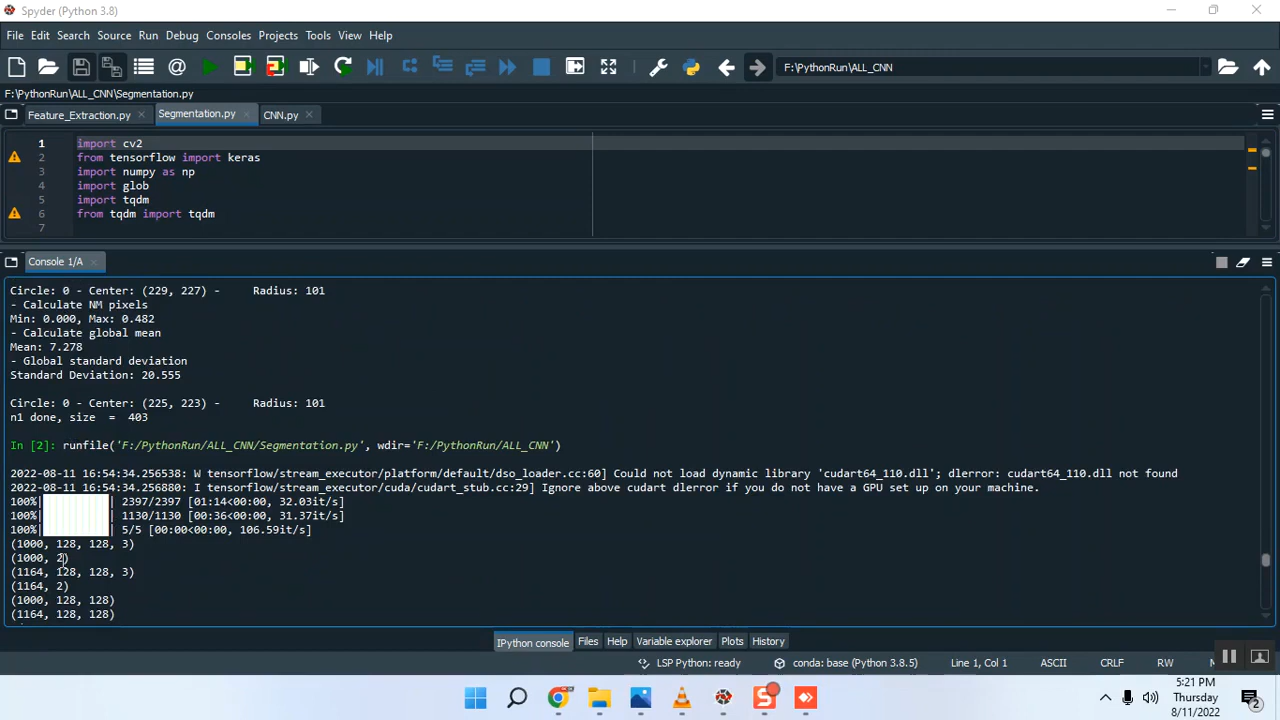 Spyder (Python 3.8)
File Edit Search Source Run Debug Consoles Projects Tools View Help
F:\PythonRun\ALL_CNN
F:\PythonRun\ALL_CNN\Segmentation.py
Feature_Extraction.py Segmentation.py CNN.py
1 import cv2
2 from tensorflow import keras
3 import numpy as np
4 import glob
5 import tqdm
6 from tqdm import tqdm
7
Console 1/A
Circle: 0 - Center: (229, 227) - Radius: 101
- Calculate NM pixels
Min: 0.000, Max: 0.482
- Calculate global mean
Mean: 7.278
- Global standard deviation
Standard Deviation: 20.555
Circle: 0 - Center: (225, 223) - Radius: 101
n1 done, size = 403
In [2]: runfile('F:/PythonRun/ALL_CNN/Segmentation.py', wdir='F:/PythonRun/ALL_CNN')
2022-08-11 16:54:34.256538: W tensorflow/stream_executor/platform/default/dso_loader.cc:60] Could not load dynamic library 'cudart64_110.dll'; dlerror: cudart64_110.dll not found
2022-08-11 16:54:34.256880: I tensorflow/stream_executor/cuda/cudart_stub.cc:29] Ignore above cudart dlerror if you do not have a GPU set up on your machine.
100%| | 2397/2397 [01:14<00:00, 32.03it/s]
100%| | 1130/1130 [00:36<00:00, 31.37it/s]
100%| | 5/5 [00:00<00:00, 106.59it/s]
(1000, 128, 128, 3)
(1000, 2)
(1164, 128, 128, 3)
(1164, 2)
(1000, 128, 128)
(1164, 128, 128)
IPython console Files Help Variable explorer Plots History
LSP Python: ready conda: base (Python 3.8.5) Line 1, Col 1 ASCII CRLF RW
5:21 PM
Thursday
8/11/2022
2